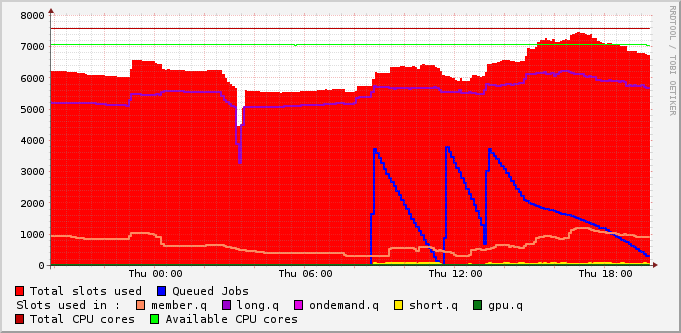 8000
7000
6000
5000
4000
3000
2000
1000
0
Thu 00:00 Thu 06:00 Thu 12:00 Thu 18:00
Total slots used Queued Jobs
Slots used in : member.q long.q ondemand.q short.q gpu.q
Total CPU cores Available CPU cores
RRDTOOL / TOBI OETIKER